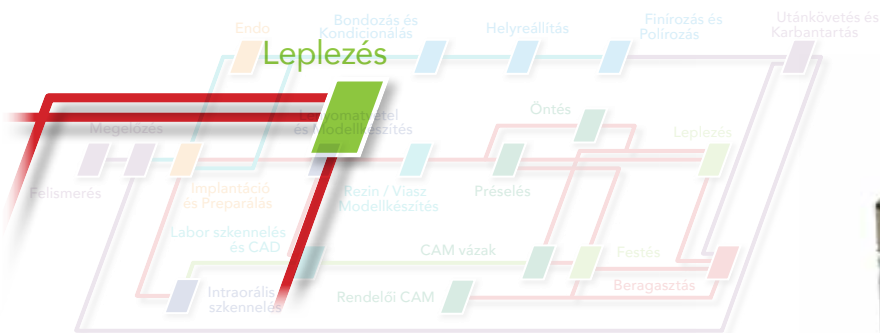 Endo
Bondozás és
Kondicionálás
Helyreállítás
Finírozás és
Polírozás
Utánkövetés és
Karbantartás
Leplezés
Megelőzés
Lenyomatvétel
és Modellkészítés
Öntés
Leplezés
Felismerés
Implantáció
és Preparálás
Rezin / Viasz
Modellkészítés
Préselés
Labor szkennelés
és CAD
CAM vázak
Festés
Intraorális
szkennelés
Rendelői CAM
Beragasztás